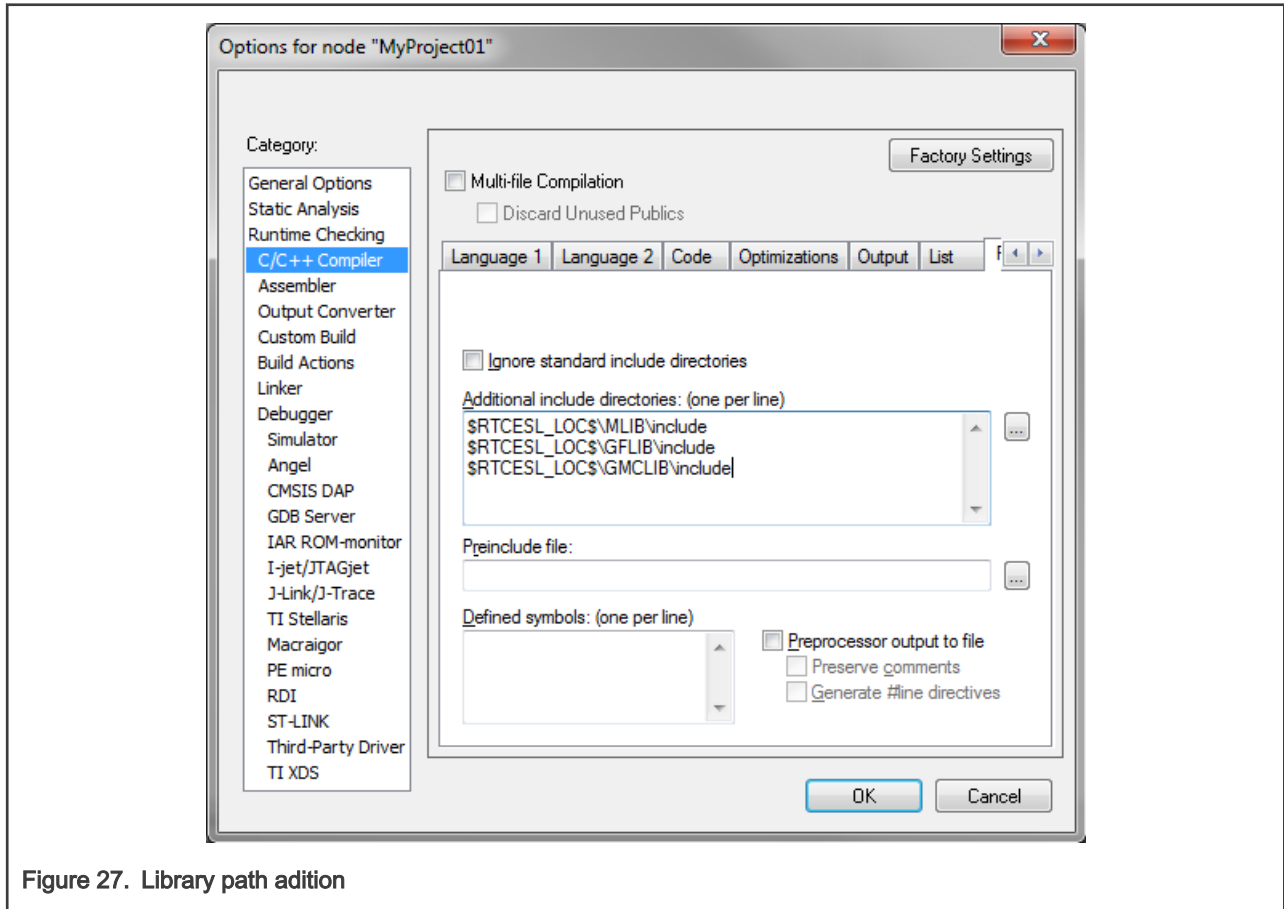 Options for node "MyProject01"
Category:
General Options
Static Analysis
Runtime Checking
C/C++ Compiler
Assembler
Output Converter
Custom Build
Build Actions
Linker
Debugger
Simulator
Angel
CMSIS DAP
GDB Server
IAR ROM-monitor
I-jet/JTAGjet
J-Link/J-Trace
TI Stellaris
Macraigor
PE micro
RDI
ST-LINK
Third-Party Driver
TI XDS
Factory Settings
Multi-file Compilation
Discard Unused Publics
Language 1 Language 2 Code Optimizations Output List
Ignore standard include directories
Additional include directories: (one per line)
$RTCESL_LOC$\MLIB\include
$RTCESL_LOC$\GFLIB\include
$RTCESL_LOC$\GMCLIB\include
...
Preinclude file:
...
Defined symbols: (one per line)
Preprocessor output to file
Preserve comments
Generate #line directives
OK Cancel
Figure 27. Library path adition